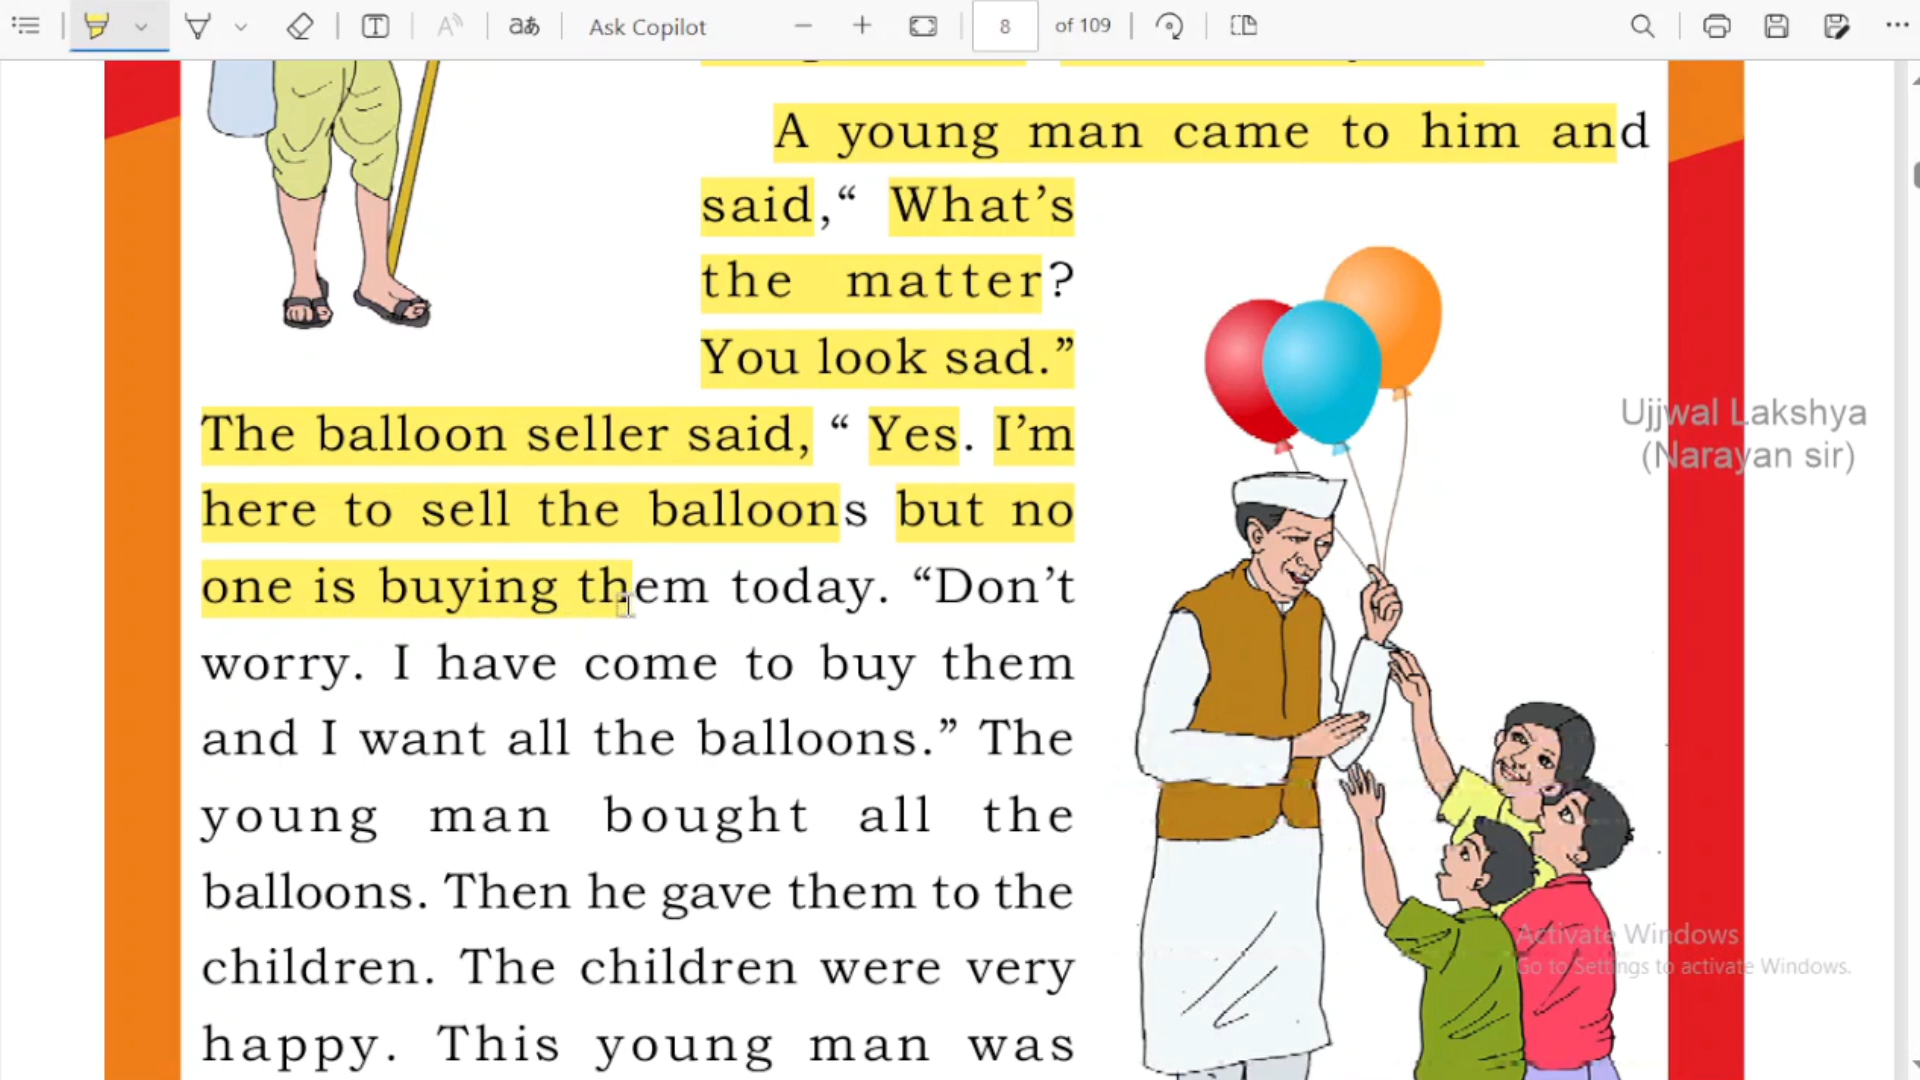 Ask Copilot
8
of 109
A young man came to him and
said,“ What’s
the matter?
You look sad.”
The balloon seller said, “ Yes. I’m
here to sell the balloons but no
one is buying them today. “Don’t
worry. I have come to buy them
and I want all the balloons.” The
young man bought all the
balloons. Then he gave them to the
children. The children were very
happy. This young man was
Ujjwal Lakshya
(Narayan sir)
Activate Windows
Go to Settings to activate Windows.